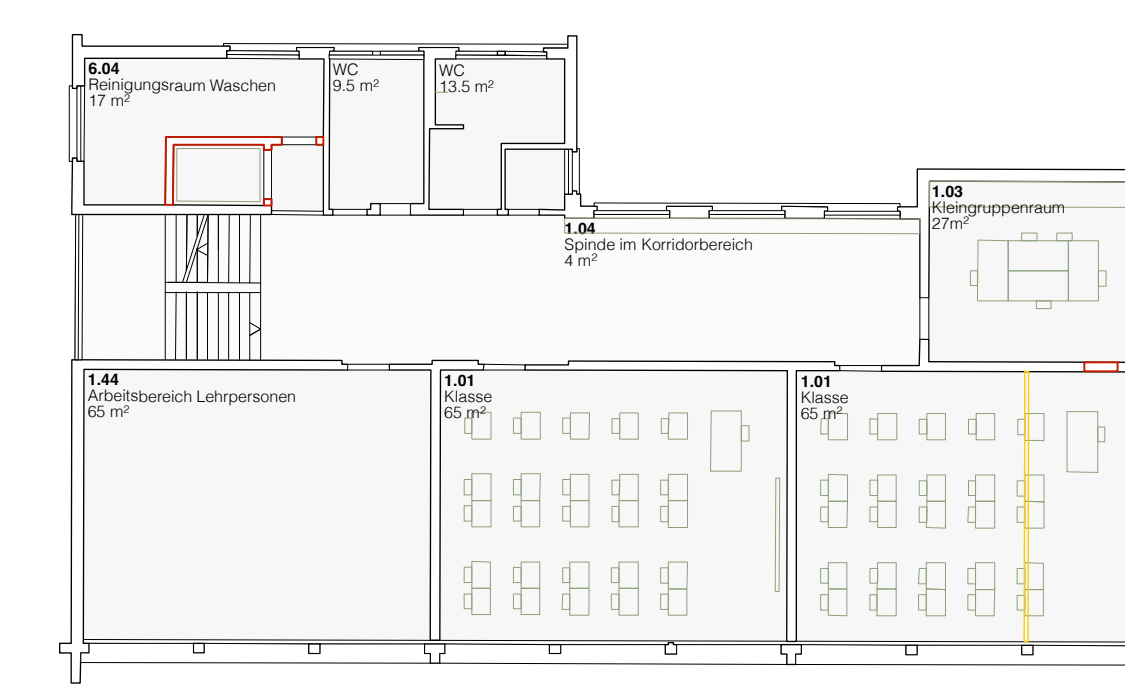 6.04
Reinigungsraum Waschen
17 m²
WC
9.5 m²
WC
13.5 m²
1.03
Kleingruppenraum
27m²
1.04
Spinde im Korridorbereich
4 m²
1.44
Arbeitsbereich Lehrpersonen
65 m²
1.01
Klasse
65 m²
1.01
Klasse
65 m²